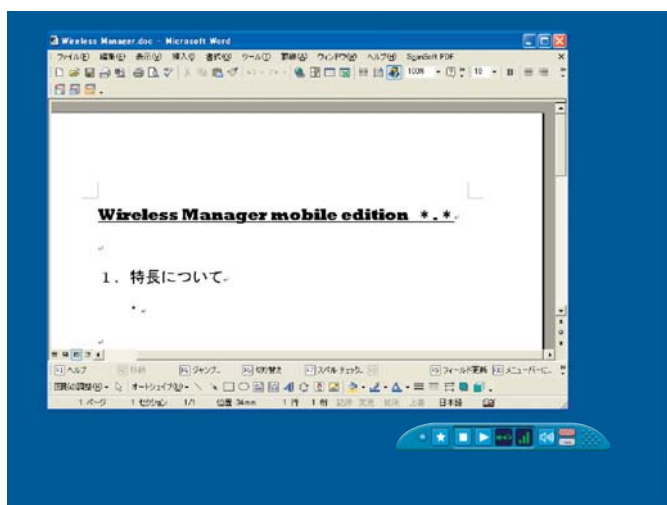 Wireless Manager.doc - Microsoft Word
ファイル(F) 編集(E) 表示(V) 挿入(I) 書式(O) ツール(T) 罫線(A) ウィンドウ(W) ヘルプ(H) ScanSoft PDF
100% 10 B
Wireless Manager mobile edition *.*
1. 特長について
*
ヘルプ ジャンプ.. 切り替え スペル チェック.. フィールド更新 メニューバーに..
図形の調整(R) オートシェイプ(U)
1 ページ 1 セクション 1/1 位置 34mm 1 行 1 桁 日本語